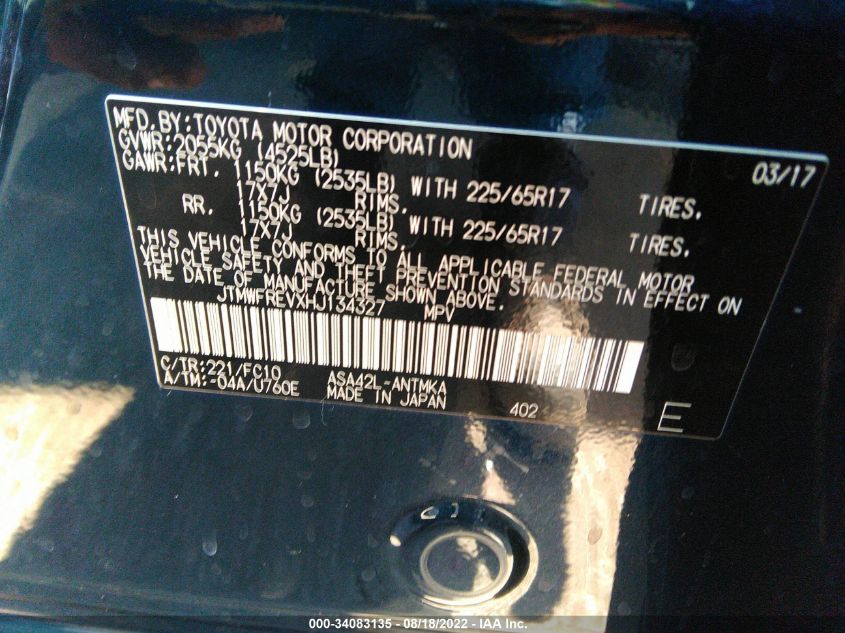 MFD.BY:TOYOTA MOTOR CORPORATION 03/17
GVWR:2055KG (4525LB)
GAWR:FRT. 1150KG (2535LB) WITH 225/65R17 TIRES,
17X7J RIMS.
RR. 1150KG (2535LB) WITH 225/65R17 TIRES,
17X7J RIMS.
THIS VEHICLE CONFORMS TO ALL APPLICABLE FEDERAL MOTOR
VEHICLE SAFETY AND THEFT PREVENTION STANDARDS IN EFFECT ON
THE DATE OF MANUFACTURE SHOWN ABOVE.
JTMWFREVXHJ134327 MPV
C/TR:221/FC10 ASA42L-ANTMKA
A/TM:-04A/U760E MADE IN JAPAN 402 E
000-34083135 - 08/18/2022 - IAA Inc.